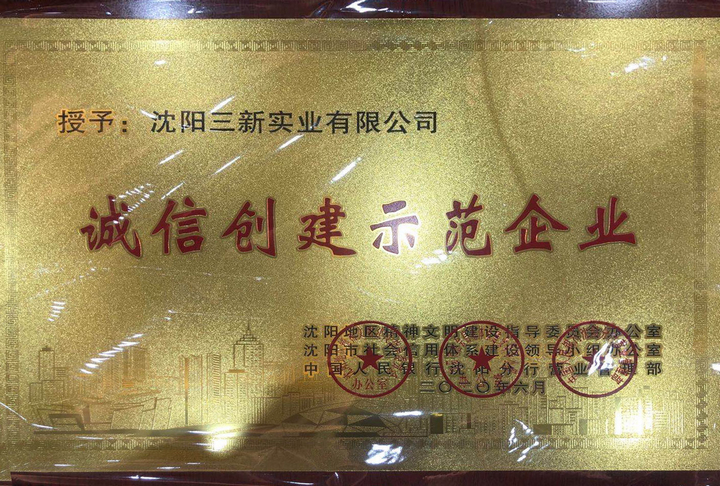 授予：沈阳三新实业有限公司
诚信创建示范企业
沈阳地区精神文明建设指导委员会办公室
沈阳市社会信用体系建设领导小组办公室
中国人民银行沈阳分行营业管理部
二〇二〇年六月
办公室